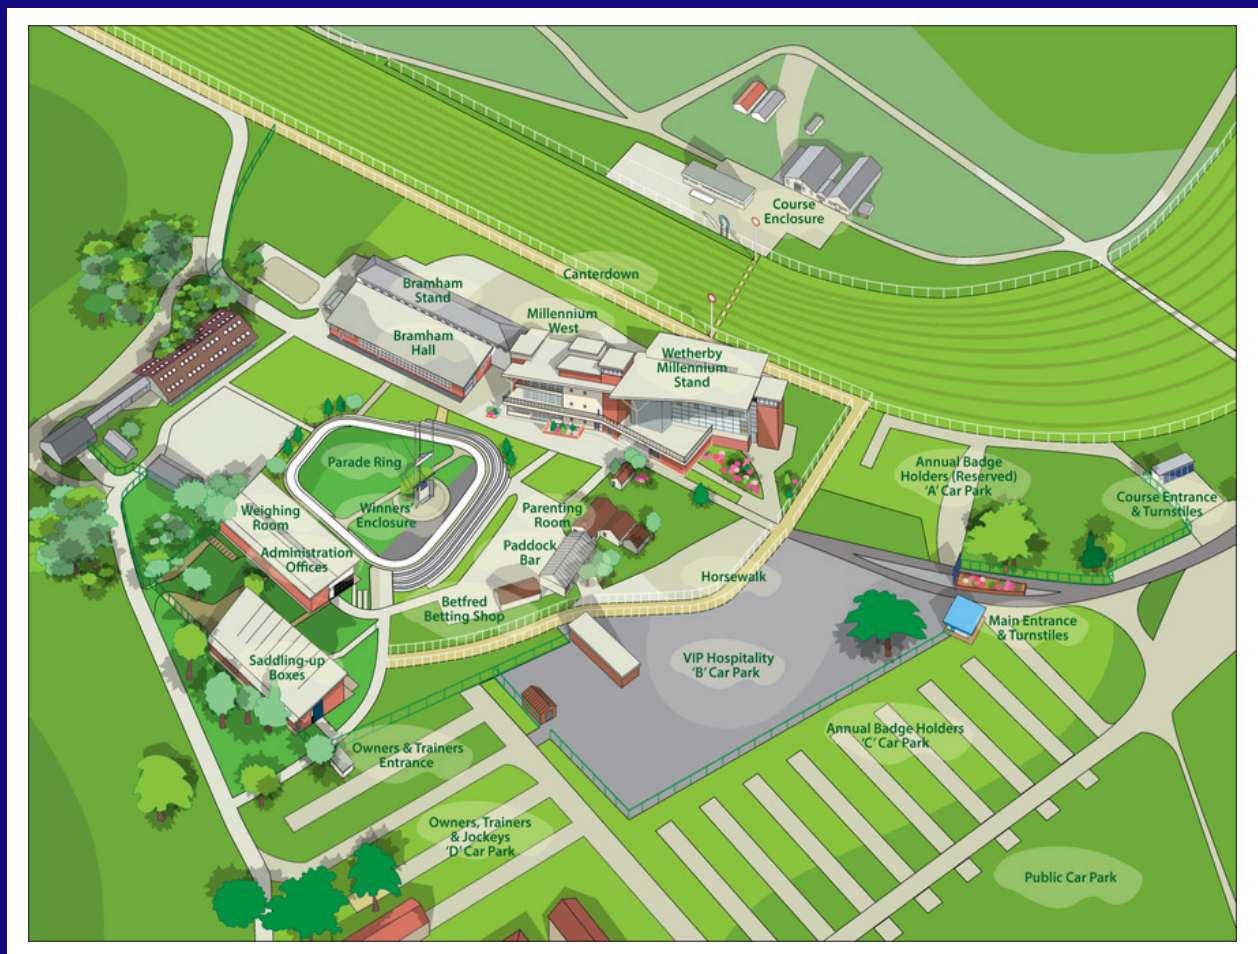 Course
Enclosure
Canterdown
Bramham
Stand
Millennium
West
Bramham
Hall
Wetherby
Millennium
Stand
Parade Ring
Annual Badge
Holders (Reserved)
'A' Car Park
Course Entrance
& Turnstiles
Weighing
Room
Winners'
Enclosure
Parenting
Room
Administration
Offices
Paddock
Bar
Horsewalk
Betfred
Betting Shop
Main Entrance
& Turnstiles
Saddling-up
Boxes
VIP Hospitality
'B' Car Park
Annual Badge Holders
'C' Car Park
Owners & Trainers
Entrance
Owners, Trainers
& Jockeys
'D' Car Park
Public Car Park